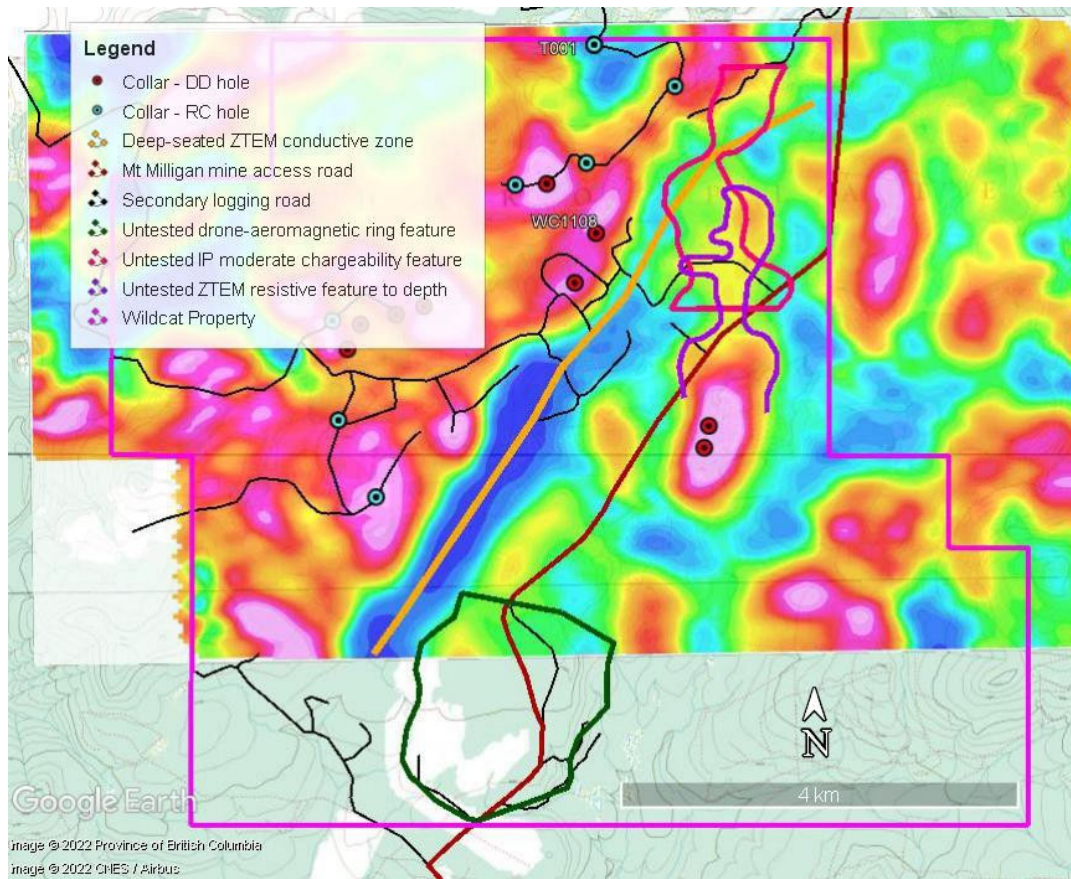 Legend
Collar - DD hole
Collar - RC hole
Deep-seated ZTEM conductive zone
Mt Milligan mine access road
Secondary logging road
Untested drone-aeromagnetic ring feature
Untested IP moderate chargeability feature
Untested ZTEM resistive feature to depth
Wildcat Property
T001
WC1108
N
4 km
Google Earth
Image © 2022 Province of British Columbia
Image © 2022 CNES / Airbus